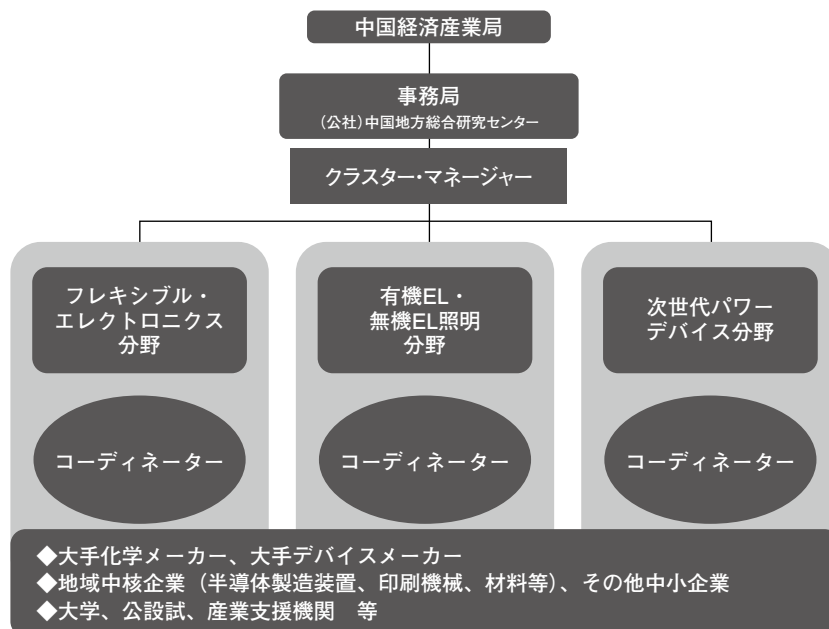 中国経済産業局
事務局
（公社）中国地方総合研究センター
クラスター・マネージャー
フレキシブル・
エレクトロニクス
分野
有機EL・
無機EL照明
分野
次世代パワー
デバイス分野
コーディネーター
コーディネーター
コーディネーター
◆大手化学メーカー、大手デバイスメーカー
◆地域中核企業（半導体製造装置、印刷機械、材料等）、その他中小企業
◆大学、公設試、産業支援機関　等